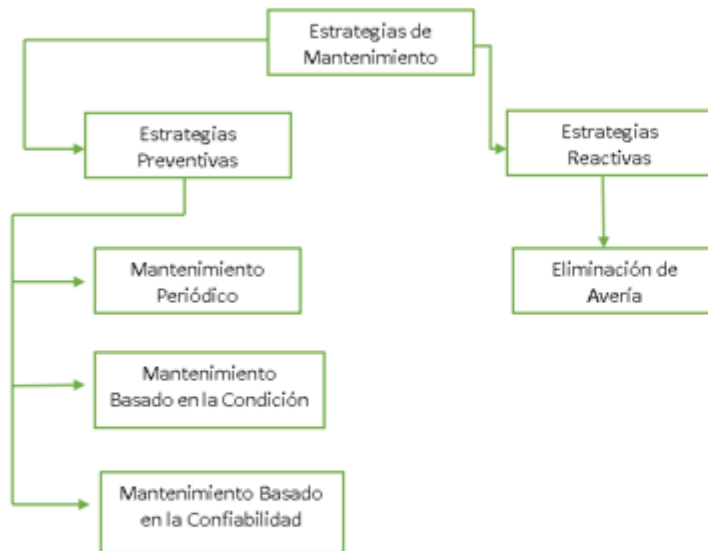 Estrategias de
Mantenimiento
Estrategias
Preventivas
Estrategias
Reactivas
Mantenimiento
Periódico
Eliminación de
Avería
Mantenimiento
Basado en la Condición
Mantenimiento Basado
en la Confiabilidad